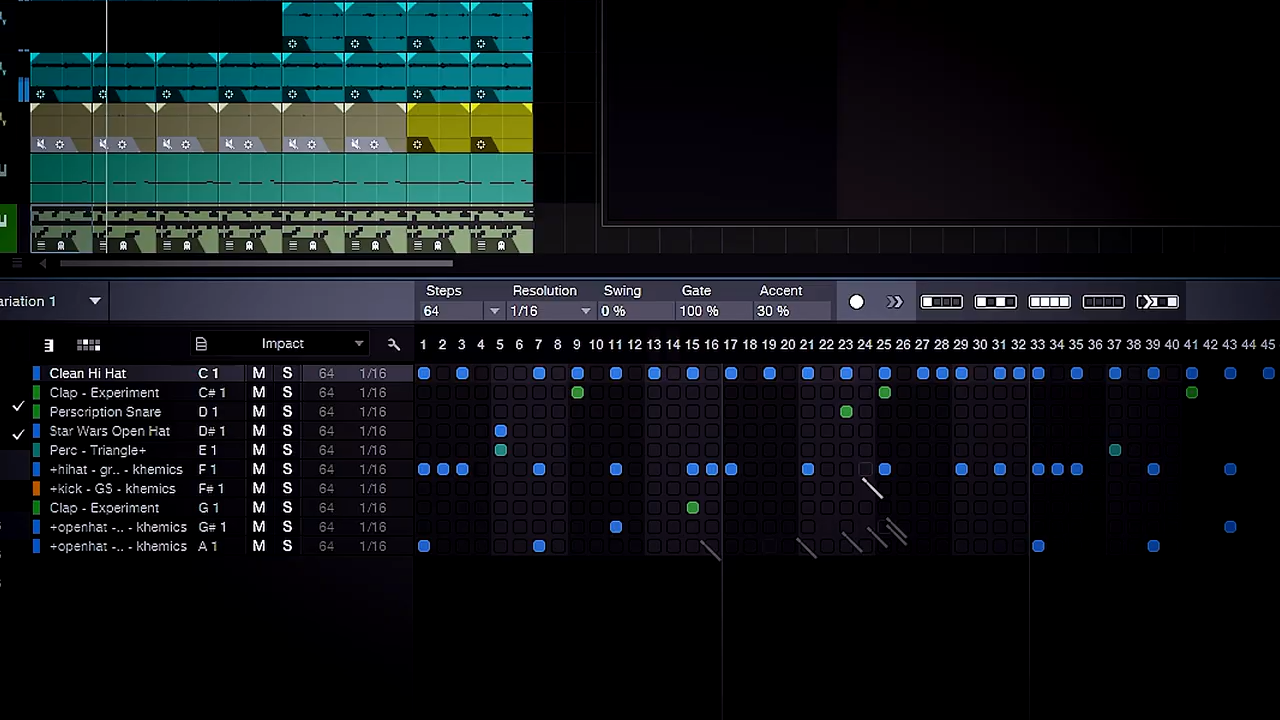 ariation 1
Steps Resolution Swing Gate Accent
64 1/16 0 % 100 % 30 %
Impact 1 2 3 4 5 6 7 8 9 10 11 12 13 14 15 16 17 18 19 20 21 22 23 24 25 26 27 28 29 30 31 32 33 34 35 36 37 38 39 40 41 42 43 44 45
Clean Hi Hat C 1 M S 64 1/16
Clap - Experiment C# 1 M S 64 1/16
Perscription Snare D 1 M S 64 1/16
Star Wars Open Hat D# 1 M S 64 1/16
Perc - Triangle+ E 1 M S 64 1/16
+hihat - gr.. - khemics F 1 M S 64 1/16
+kick - GS - khemics F# 1 M S 64 1/16
Clap - Experiment G 1 M S 64 1/16
+openhat -.. - khemics G# 1 M S 64 1/16
+openhat -.. - khemics A 1 M S 64 1/16